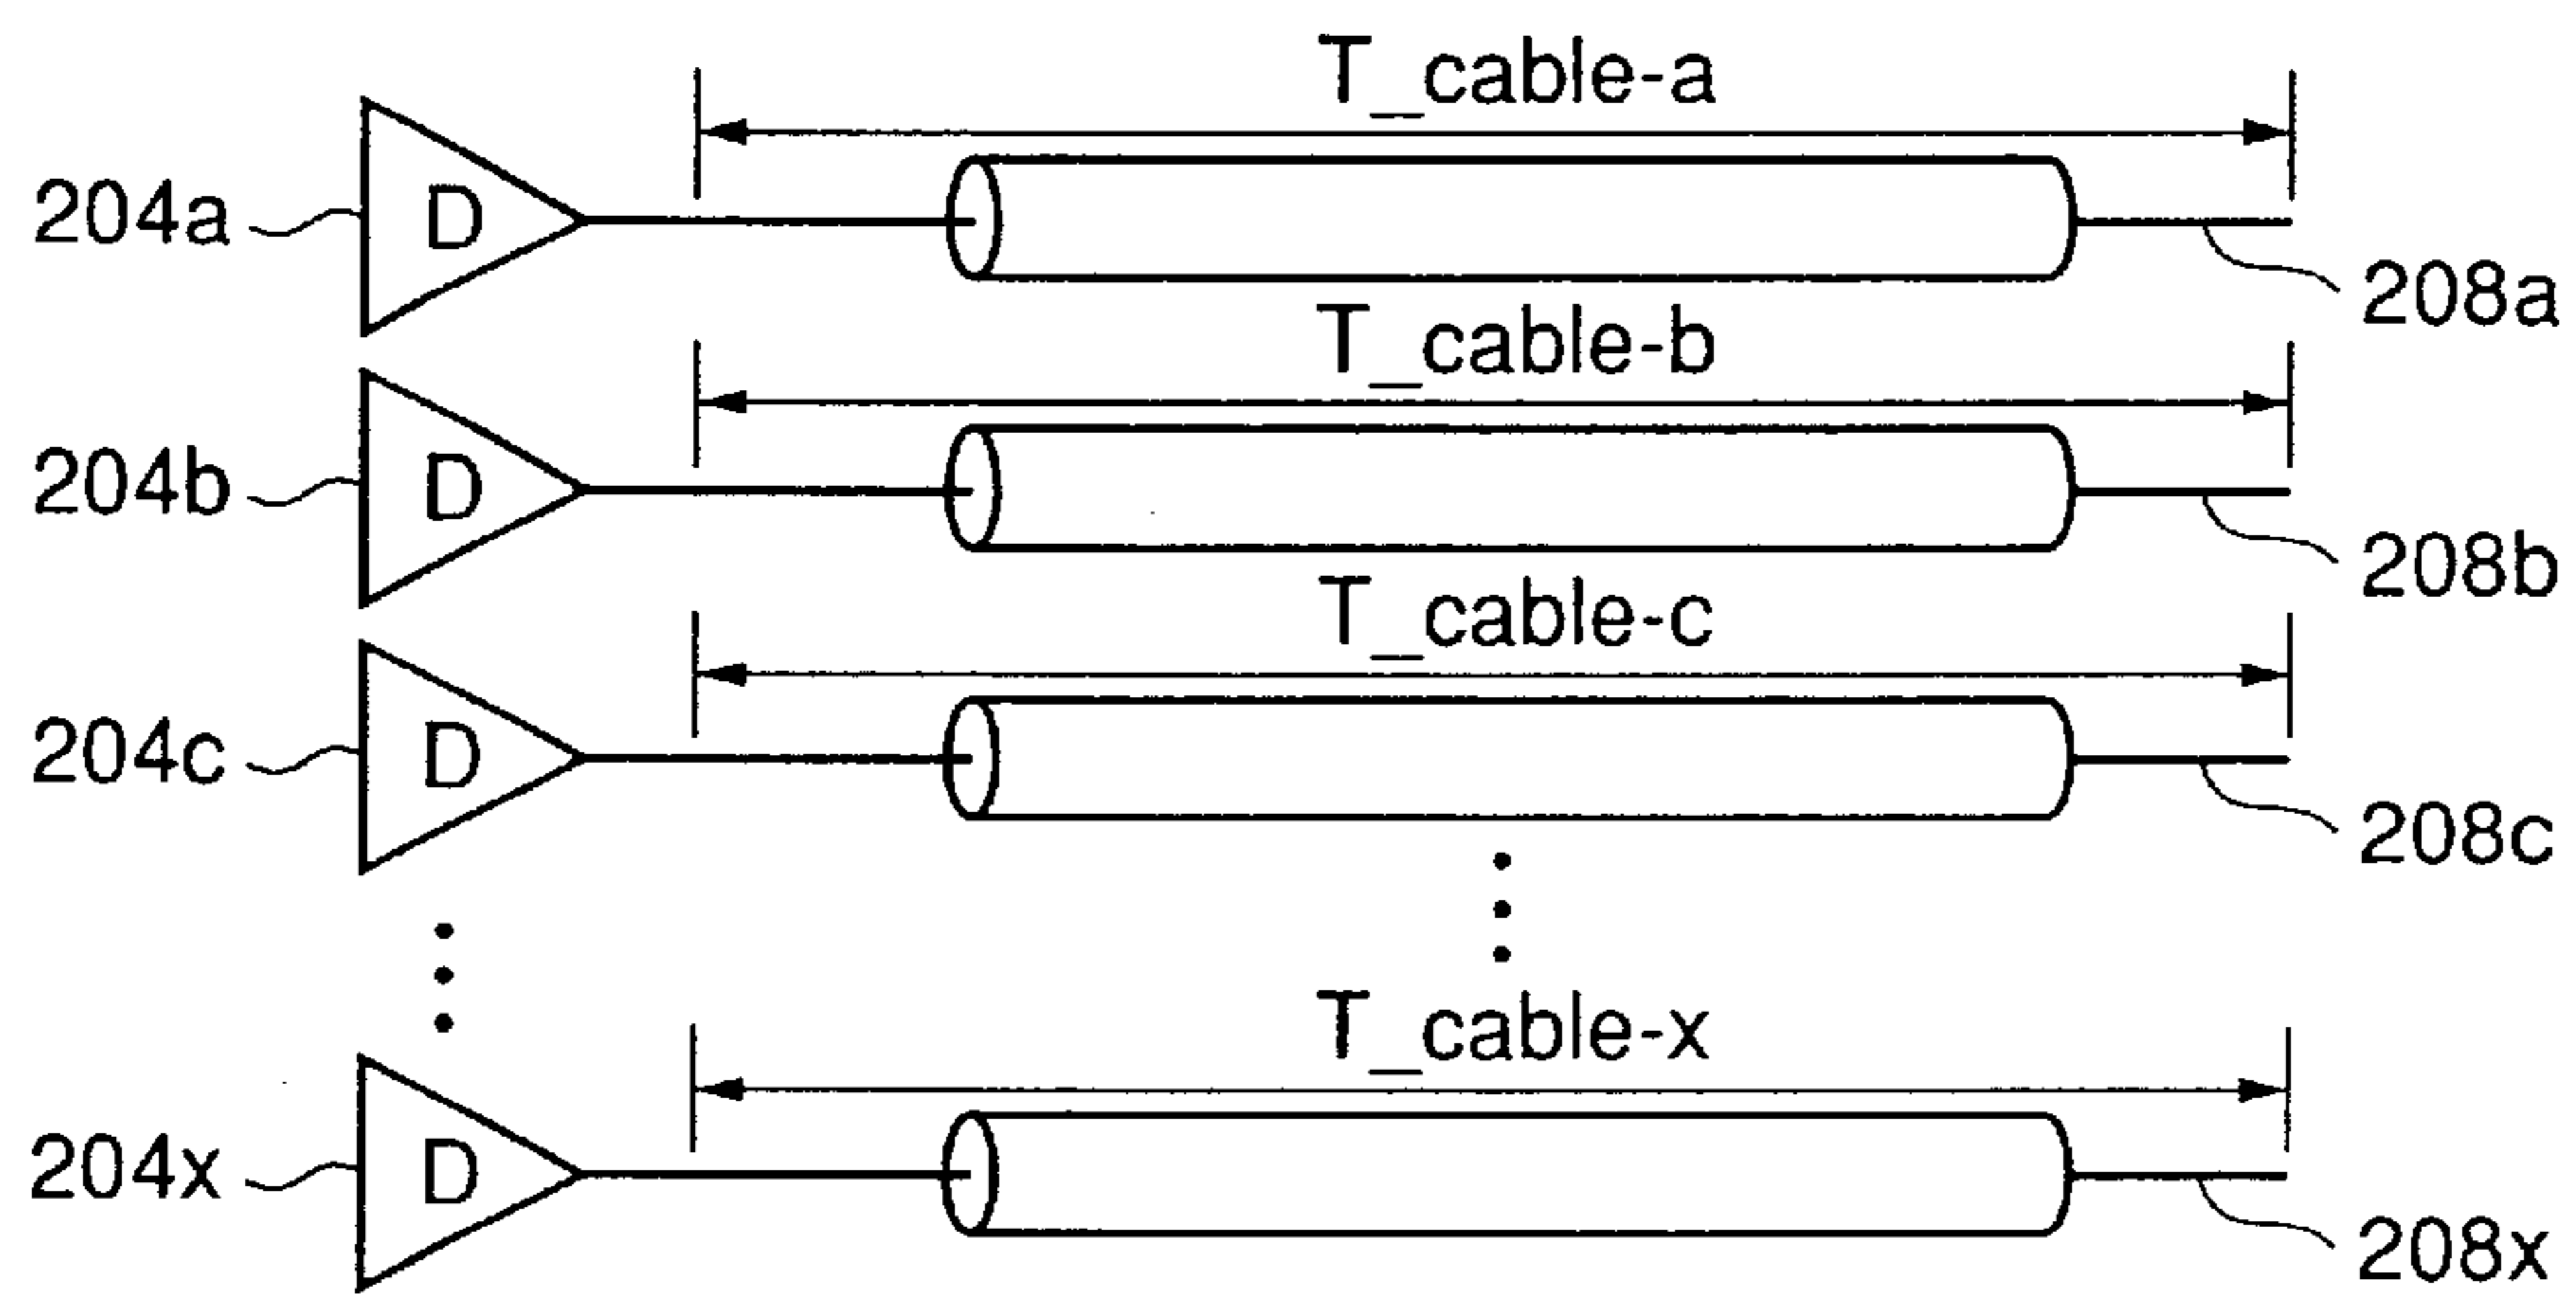 T_cable-a
204a D
208a
T_cable-b
204b D
208b
T_cable-c
204c D
208c
T_cable-x
204x D
208x